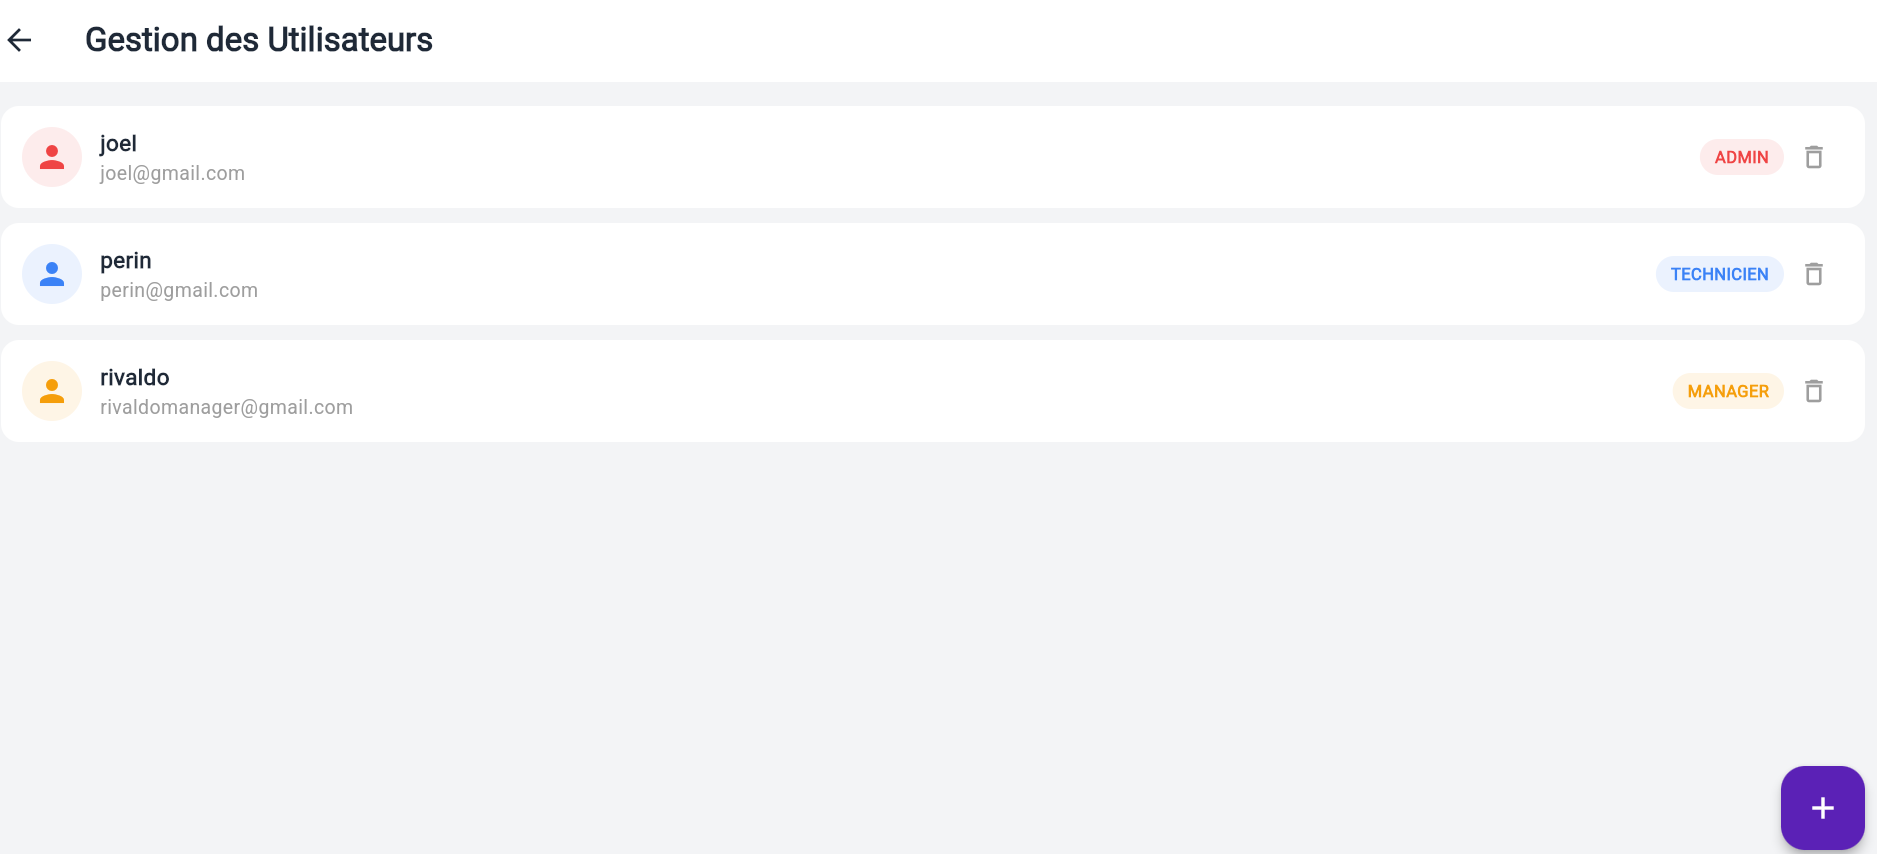 Gestion des Utilisateurs
joel
joel@gmail.com
ADMIN
perin
perin@gmail.com
TECHNICIEN
rivaldo
rivaldomanager@gmail.com
MANAGER